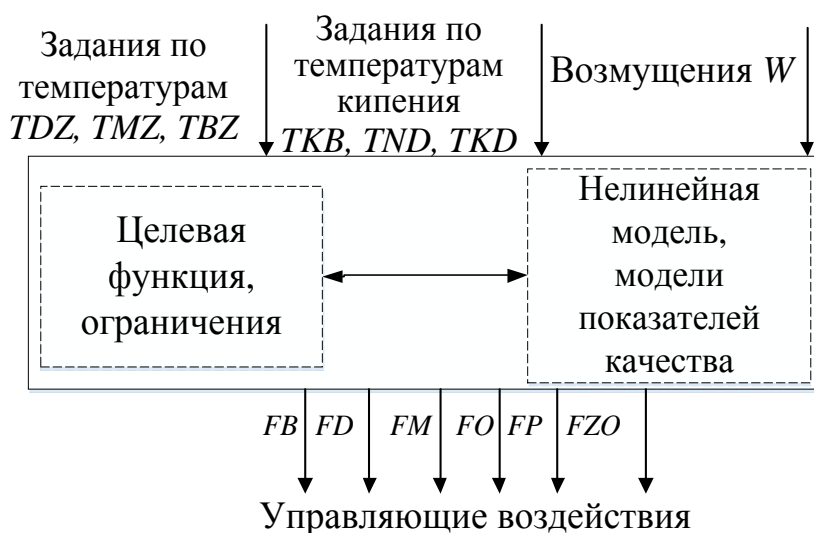 Задания по
температурам
TDZ, TMZ, TBZ
Задания по
температурам
кипения
TKB, TND, TKD
Возмущения W
Целевая
функция,
ограничения
Нелинейная
модель,
модели
показателей
качества
FB FD FM FO FP FZO
Управляющие воздействия